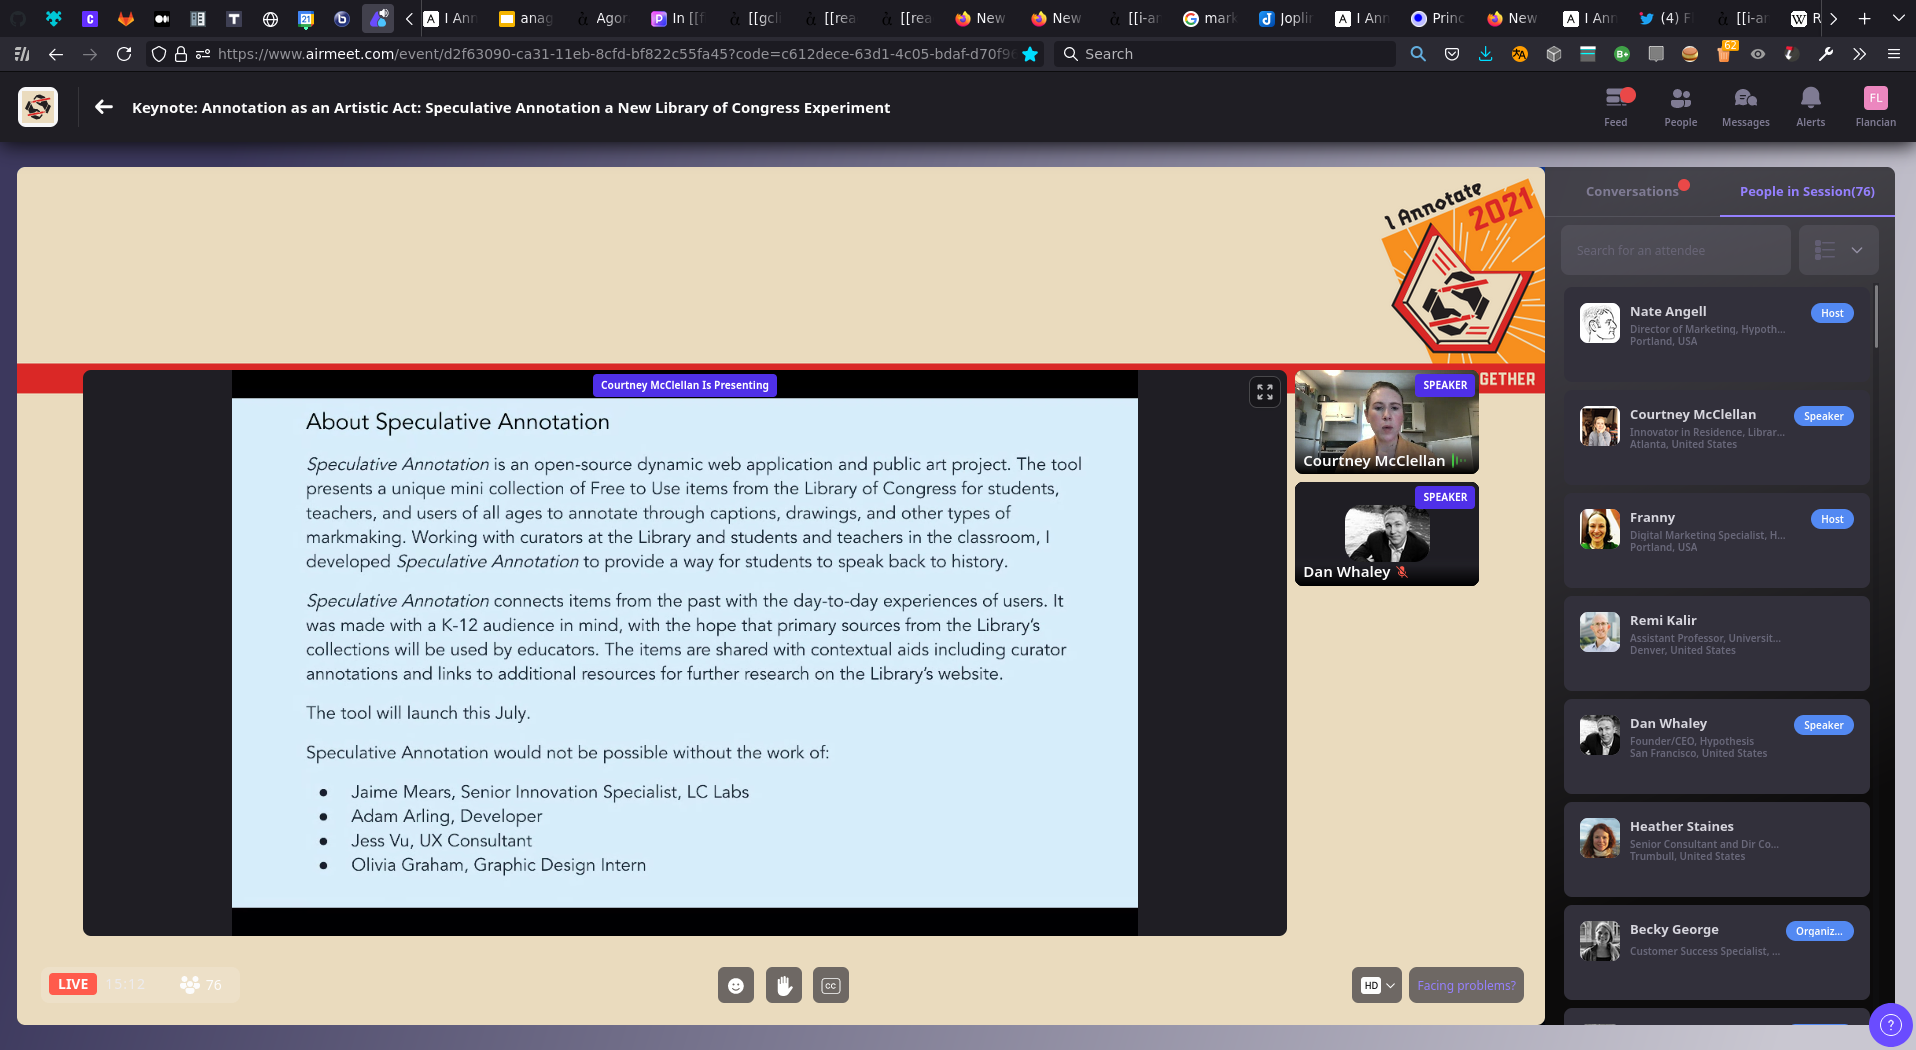 I Ann
anag
Agor
In [[f
[[gcli
[[rea
[[rea
New
New
[[i-ar
mark
Joplin
I Ann
Princ
New
I Ann
(4) F
[[i-ar
https://www.airmeet.com/event/d2f63090-ca31-11eb-8cfd-bf822c55fa45?code=c612dece-63d1-4c05-bdaf-d70f9
Search
62
Keynote: Annotation as an Artistic Act: Speculative Annotation a New Library of Congress Experiment
Feed
People
Messages
Alerts
FL
Flancian
I Annotate
2021
GETHER
Courtney McClellan Is Presenting
About Speculative Annotation
Speculative Annotation is an open-source dynamic web application and public art project. The tool
presents a unique mini collection of Free to Use items from the Library of Congress for students,
teachers, and users of all ages to annotate through captions, drawings, and other types of
markmaking. Working with curators at the Library and students and teachers in the classroom, I
developed Speculative Annotation to provide a way for students to speak back to history.
Speculative Annotation connects items from the past with the day-to-day experiences of users. It
was made with a K-12 audience in mind, with the hope that primary sources from the Library's
collections will be used by educators. The items are shared with contextual aids including curator
annotations and links to additional resources for further research on the Library's website.
The tool will launch this July.
Speculative Annotation would not be possible without the work of:
● Jaime Mears, Senior Innovation Specialist, LC Labs
● Adam Arling, Developer
● Jess Vu, UX Consultant
● Olivia Graham, Graphic Design Intern
SPEAKER
Courtney McClellan
SPEAKER
Dan Whaley
LIVE
15:12
76
CC
HD
Facing problems?
Conversations
People in Session(76)
Search for an attendee
Nate Angell
Host
Director of Marketing, Hypoth...
Portland, USA
Courtney McClellan
Speaker
Innovator in Residence, Librar...
Atlanta, United States
Franny
Host
Digital Marketing Specialist, H...
Portland, USA
Remi Kalir
Assistant Professor, Universit...
Denver, United States
Dan Whaley
Speaker
Founder/CEO, Hypothesis
San Francisco, United States
Heather Staines
Senior Consultant and Dir Co...
Trumbull, United States
Becky George
Organiz...
Customer Success Specialist, ...